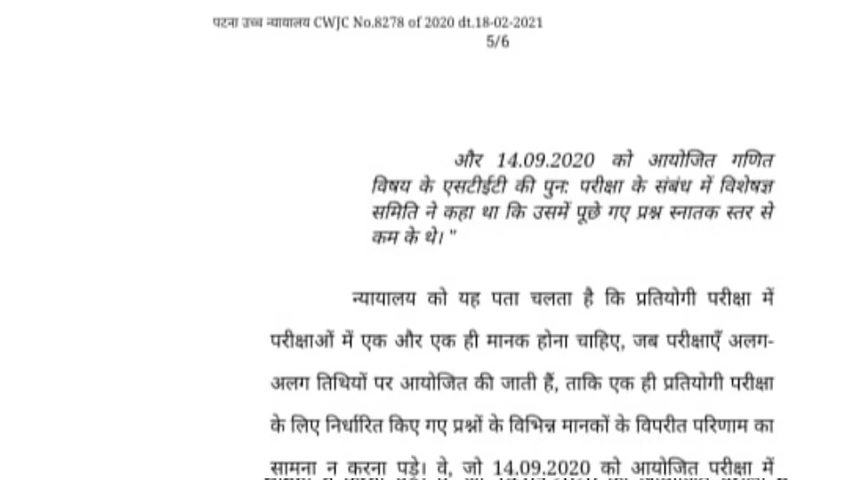 पटना उच्च न्यायालय CWJC No.8278 of 2020 dt.18-02-2021
5/6
और 14.09.2020 को आयोजित गणित
विषय के एसटीईटी की पुन: परीक्षा के संबंध में विशेषज्ञ
समिति ने कहा था कि उसमें पूछे गए प्रश्न स्नातक स्तर से
कम के थे। "
न्यायालय को यह पता चलता है कि प्रतियोगी परीक्षा में
परीक्षाओं में एक और एक ही मानक होना चाहिए, जब परीक्षाएँ अलग-
अलग तिथियों पर आयोजित की जाती हैं, ताकि एक ही प्रतियोगी परीक्षा
के लिए निर्धारित किए गए प्रश्नों के विभिन्न मानकों के विपरीत परिणाम का
सामना न करना पड़े। वे, जो 14.09.2020 को आयोजित परीक्षा में